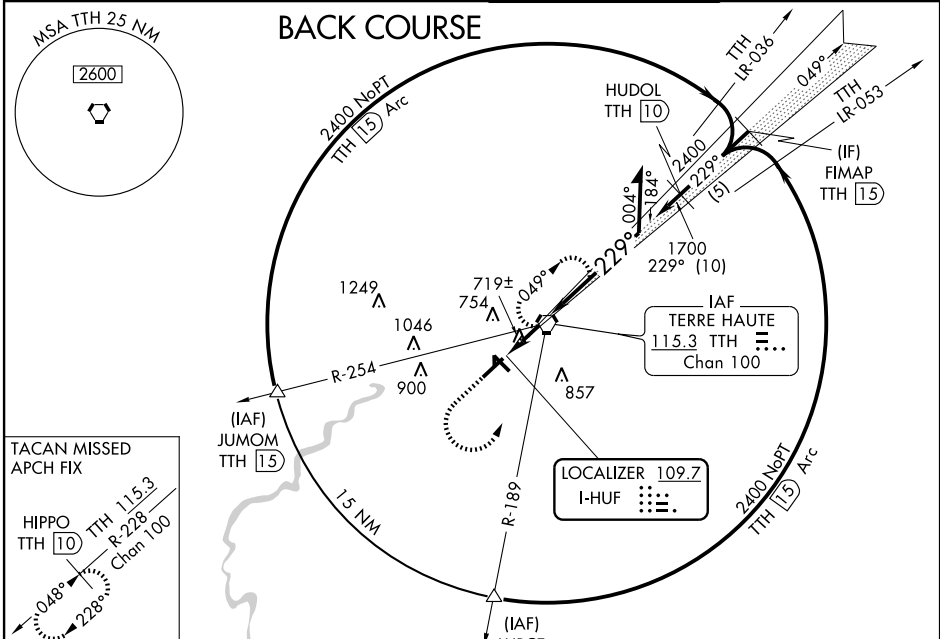 BACK COURSE
MSA TTH 25 NM
2600
2400 NoPT
TTH 15 Arc
HUDOL
TTH 10
TTH
LR-036
049°
TTH
LR-053
(IF)
FIMAP
TTH 15
2400
229°
(5)
004°
184°
1700
229° (10)
229°
049°
719±
754
1249
1046
900
857
IAF
TERRE HAUTE
115.3 TTH
Chan 100
R-254
(IAF)
JUMOM
TTH 15
LOCALIZER 109.7
I-HUF
R-189
2400 NoPT
TTH 15 Arc
15 NM
(IAF)
TACAN MISSED
APCH FIX
HIPPO
TTH 10
TTH 115.3
R-228
Chan 100
048°
228°